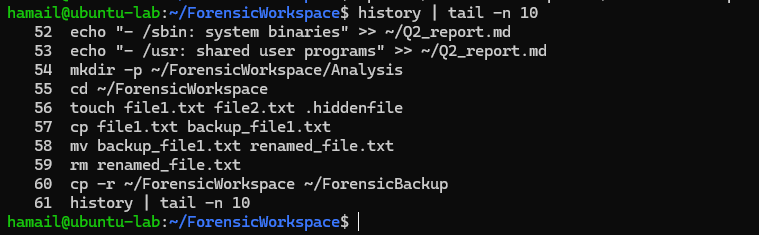 hamail@ubuntu-lab:~/ForensicWorkspace$ history | tail -n 10
52 echo "- /sbin: system binaries" >> ~/Q2_report.md
53 echo "- /usr: shared user programs" >> ~/Q2_report.md
54 mkdir -p ~/ForensicWorkspace/Analysis
55 cd ~/ForensicWorkspace
56 touch file1.txt file2.txt .hiddenfile
57 cp file1.txt backup_file1.txt
58 mv backup_file1.txt renamed_file.txt
59 rm renamed_file.txt
60 cp -r ~/ForensicWorkspace ~/ForensicBackup
61 history | tail -n 10
hamail@ubuntu-lab:~/ForensicWorkspace$